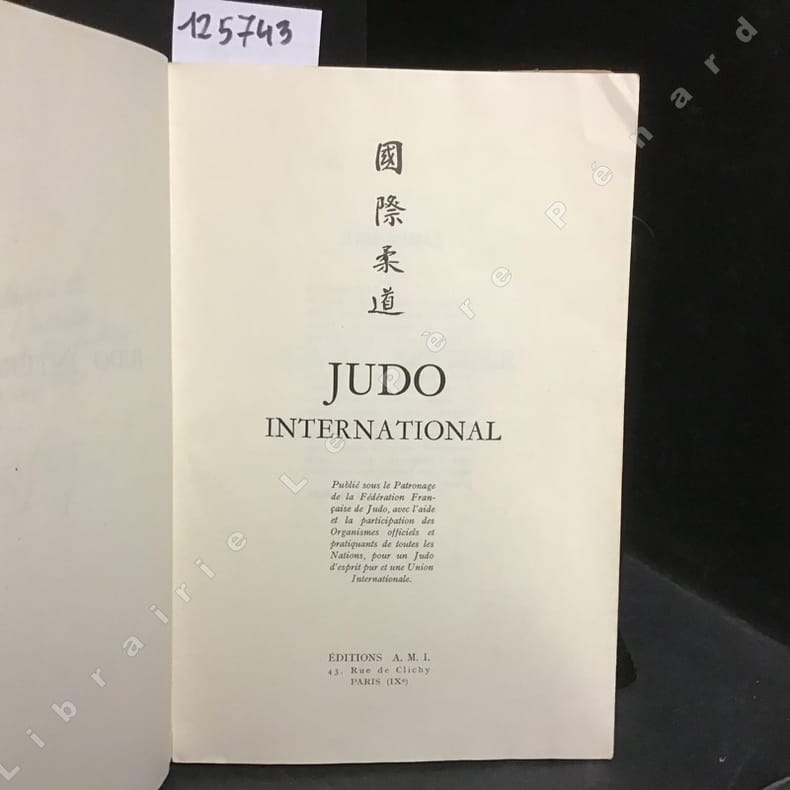 125743
國
際
柔
道
JUDO
INTERNATIONAL
Publié sous le Patronage
de la Fédération Fran-
çaise de Judo, avec l'aide
et la participation des
Organismes officiels et
pratiquants de toutes les
Nations, pour un Judo
d'esprit pur et une Union
Internationale.
ÉDITIONS A. M. I.
43, Rue de Clichy
PARIS (IXe)
Librairie Le Père Pénard